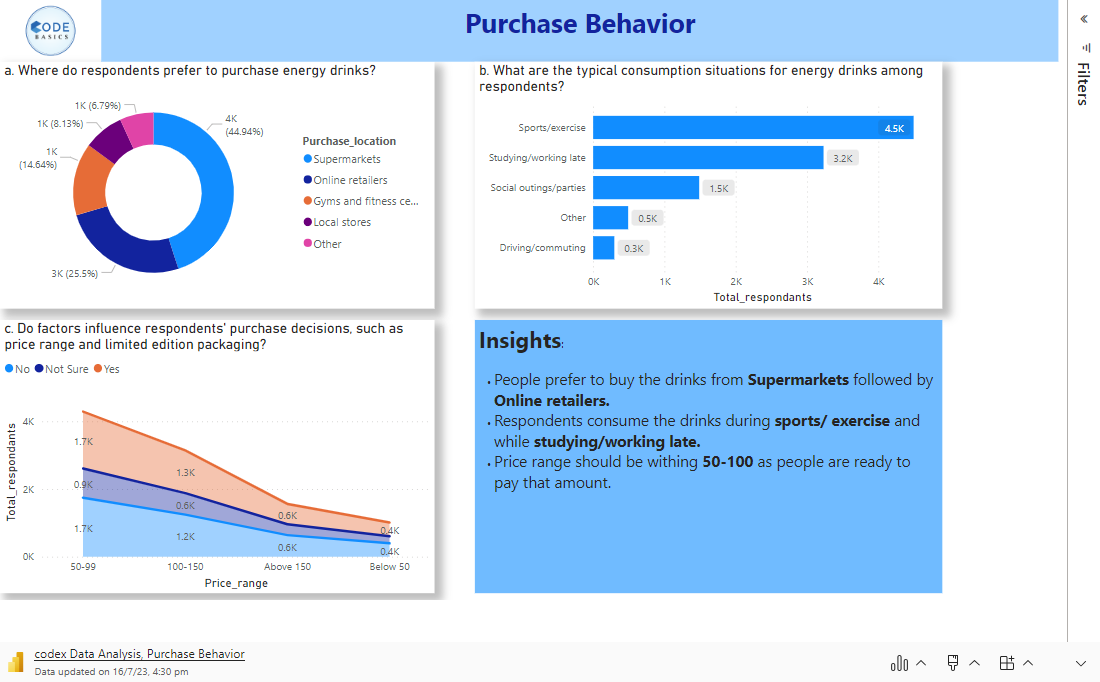 CODE
BASICS
Purchase Behavior
Filters
a. Where do respondents prefer to purchase energy drinks?
1K (6.79%)
1K (8.13%)
1K
(14.64%)
3K (25.5%)
4K
(44.94%)
Purchase_location
Supermarkets
Online retailers
Gyms and fitness ce...
Local stores
Other
b. What are the typical consumption situations for energy drinks among
respondents?
Sports/exercise 4.5K
Studying/working late 3.2K
Social outings/parties 1.5K
Other 0.5K
Driving/commuting 0.3K
0K 1K 2K 3K 4K
Total_respondants
c. Do factors influence respondents' purchase decisions, such as
price range and limited edition packaging?
No Not Sure Yes
Total_respondants
4K
2K
0K
1.7K
0.9K
1.7K
1.3K
0.6K
1.2K
0.6K
0.6K
0.4K
0.4K
50-99 100-150 Above 150 Below 50
Price_range
Insights:
• People prefer to buy the drinks from Supermarkets followed by
Online retailers.
• Respondents consume the drinks during sports/ exercise and
while studying/working late.
• Price range should be withing 50-100 as people are ready to
pay that amount.
codex Data Analysis, Purchase Behavior
Data updated on 16/7/23, 4:30 pm